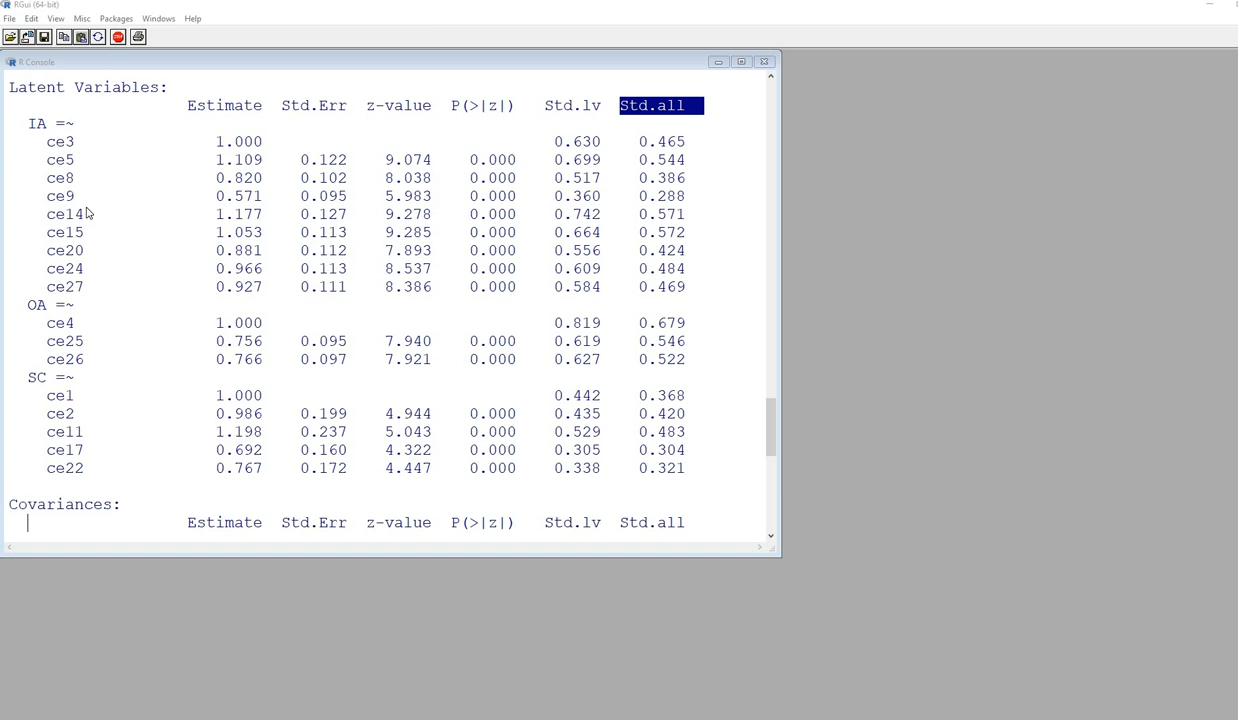 RGui (64-bit)
File Edit View Misc Packages Windows Help
STOP
R Console
Latent Variables:
Estimate Std.Err z-value P(>|z|) Std.lv Std.all
IA =~
ce3 1.000 0.630 0.465
ce5 1.109 0.122 9.074 0.000 0.699 0.544
ce8 0.820 0.102 8.038 0.000 0.517 0.386
ce9 0.571 0.095 5.983 0.000 0.360 0.288
ce14 1.177 0.127 9.278 0.000 0.742 0.571
ce15 1.053 0.113 9.285 0.000 0.664 0.572
ce20 0.881 0.112 7.893 0.000 0.556 0.424
ce24 0.966 0.113 8.537 0.000 0.609 0.484
ce27 0.927 0.111 8.386 0.000 0.584 0.469
OA =~
ce4 1.000 0.819 0.679
ce25 0.756 0.095 7.940 0.000 0.619 0.546
ce26 0.766 0.097 7.921 0.000 0.627 0.522
SC =~
ce1 1.000 0.442 0.368
ce2 0.986 0.199 4.944 0.000 0.435 0.420
ce11 1.198 0.237 5.043 0.000 0.529 0.483
ce17 0.692 0.160 4.322 0.000 0.305 0.304
ce22 0.767 0.172 4.447 0.000 0.338 0.321
Covariances:
Estimate Std.Err z-value P(>|z|) Std.lv Std.all